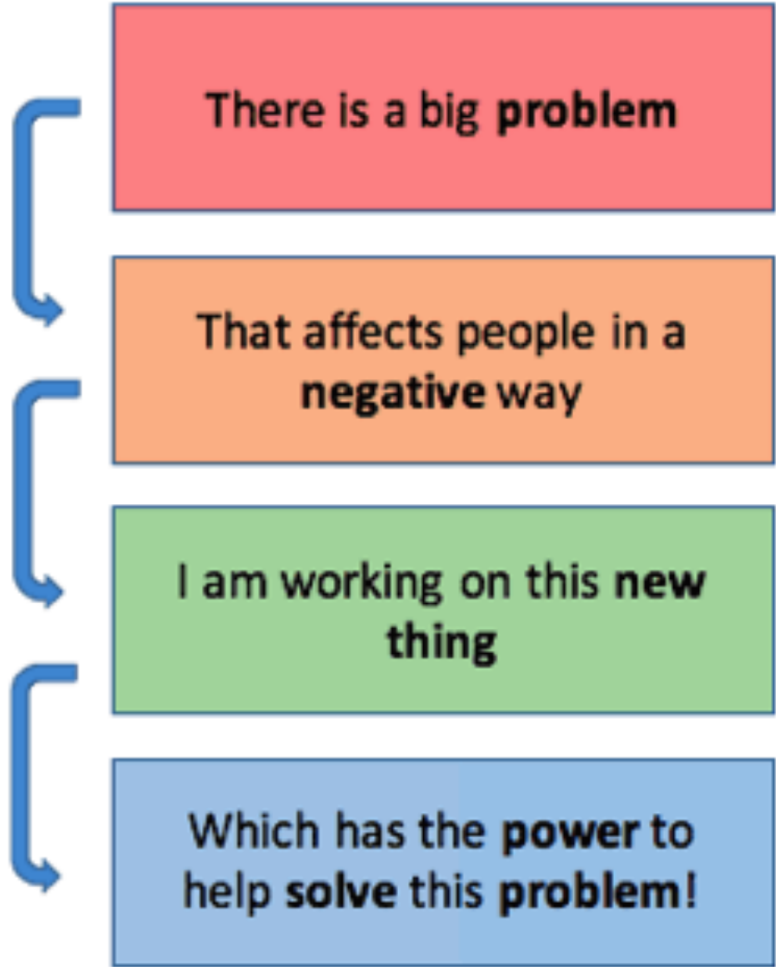 There is a big problem
That affects people in a
negative way
I am working on this new
thing
Which has the power to
help solve this problem!